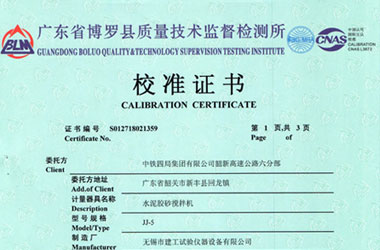 BLM
广东省博罗县质量技术监督检测所
GUANGDONG BOLUO QUALITY&TECHNOLOGY SUPERVISION TESTING INSTITUTE
CNAS
CALIBRATION
校准证书
CALIBRATION CERTIFICATE
证书编号 S012718021359 第 1 页,共 3 页
Certificate No. Page of
委托方 中铁四局集团有限公司韶新高速公路六分部
Client
委托方地址 广东省韶关市新丰县回龙镇
Add.of Client
计量器具名称 水泥胶砂搅拌机
Description
型号规格 JJ-5
Model/Type
制造厂 无锡市建工试验仪器设备有限公司
Manufacturer